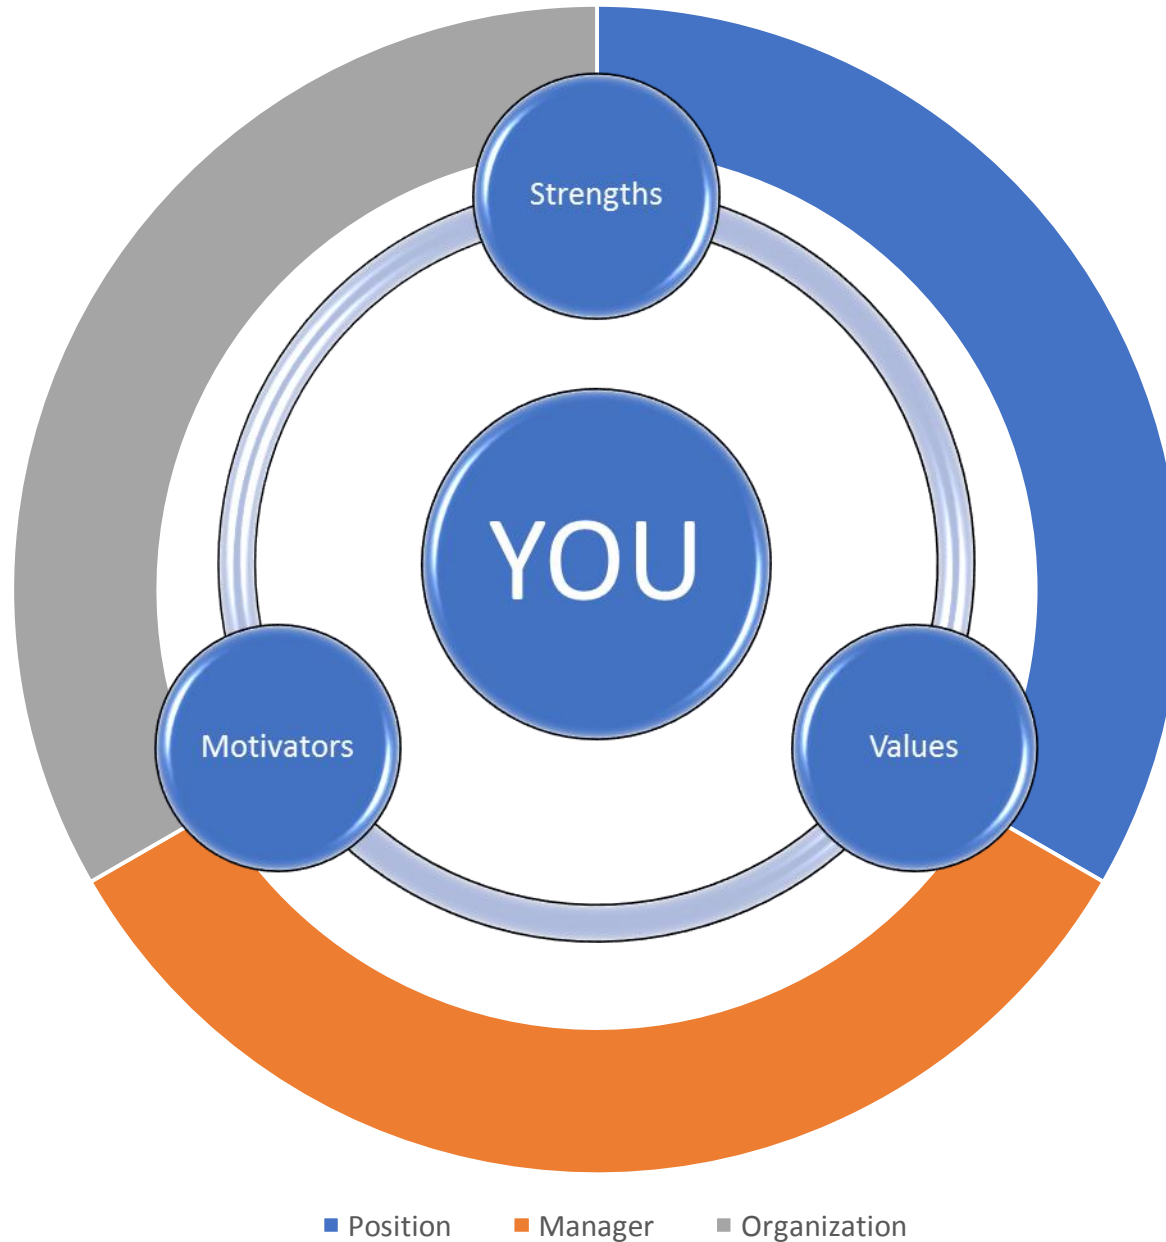 Strengths
YOU
Motivators
Values
Position
Manager
Organization